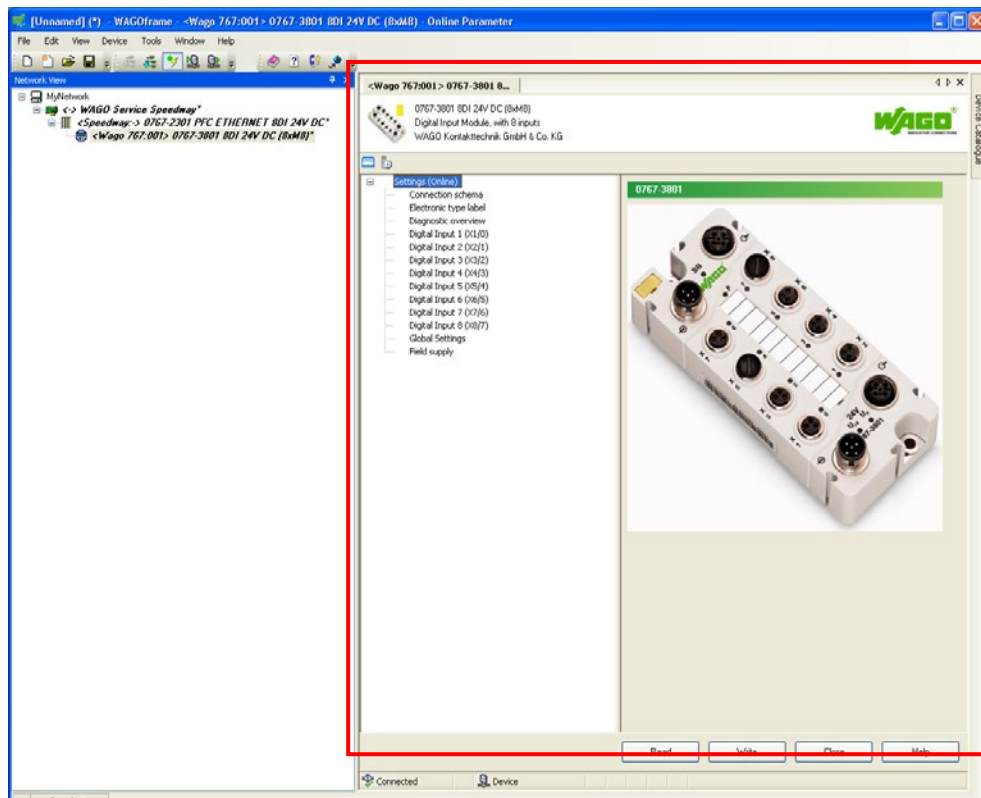 [Unnamed] (*) - WAGOframe - <Wago 767:001> 0767-3801 8DI 24V DC (8xM8) - Online Parameter
File Edit View Device Tools Window Help
Network View
MyNetwork
<-> WAGO Service Speedway*
<Speedway:-> 0767-2301 PFC ETHERNET 8DI 24V DC*
<Wago 767:001> 0767-3801 8DI 24V DC (8xM8)*
<Wago 767:001> 0767-3801 8...
0767-3801 8DI 24V DC (8xM8)
Digital Input Module, with 8 inputs
WAGO Kontakttechnik GmbH & Co. KG
WAGO®
INNOVATIVE CONNECTIONS
Device Catalogue
Settings (Online)
Connection schema
Electronic type label
Diagnostic overview
Digital Input 1 (X1/0)
Digital Input 2 (X2/1)
Digital Input 3 (X3/2)
Digital Input 4 (X4/3)
Digital Input 5 (X5/4)
Digital Input 6 (X6/5)
Digital Input 7 (X7/6)
Digital Input 8 (X8/7)
Global Settings
Field supply
0767-3801
WAGO
24V
Read Write Close Help
Connected Device